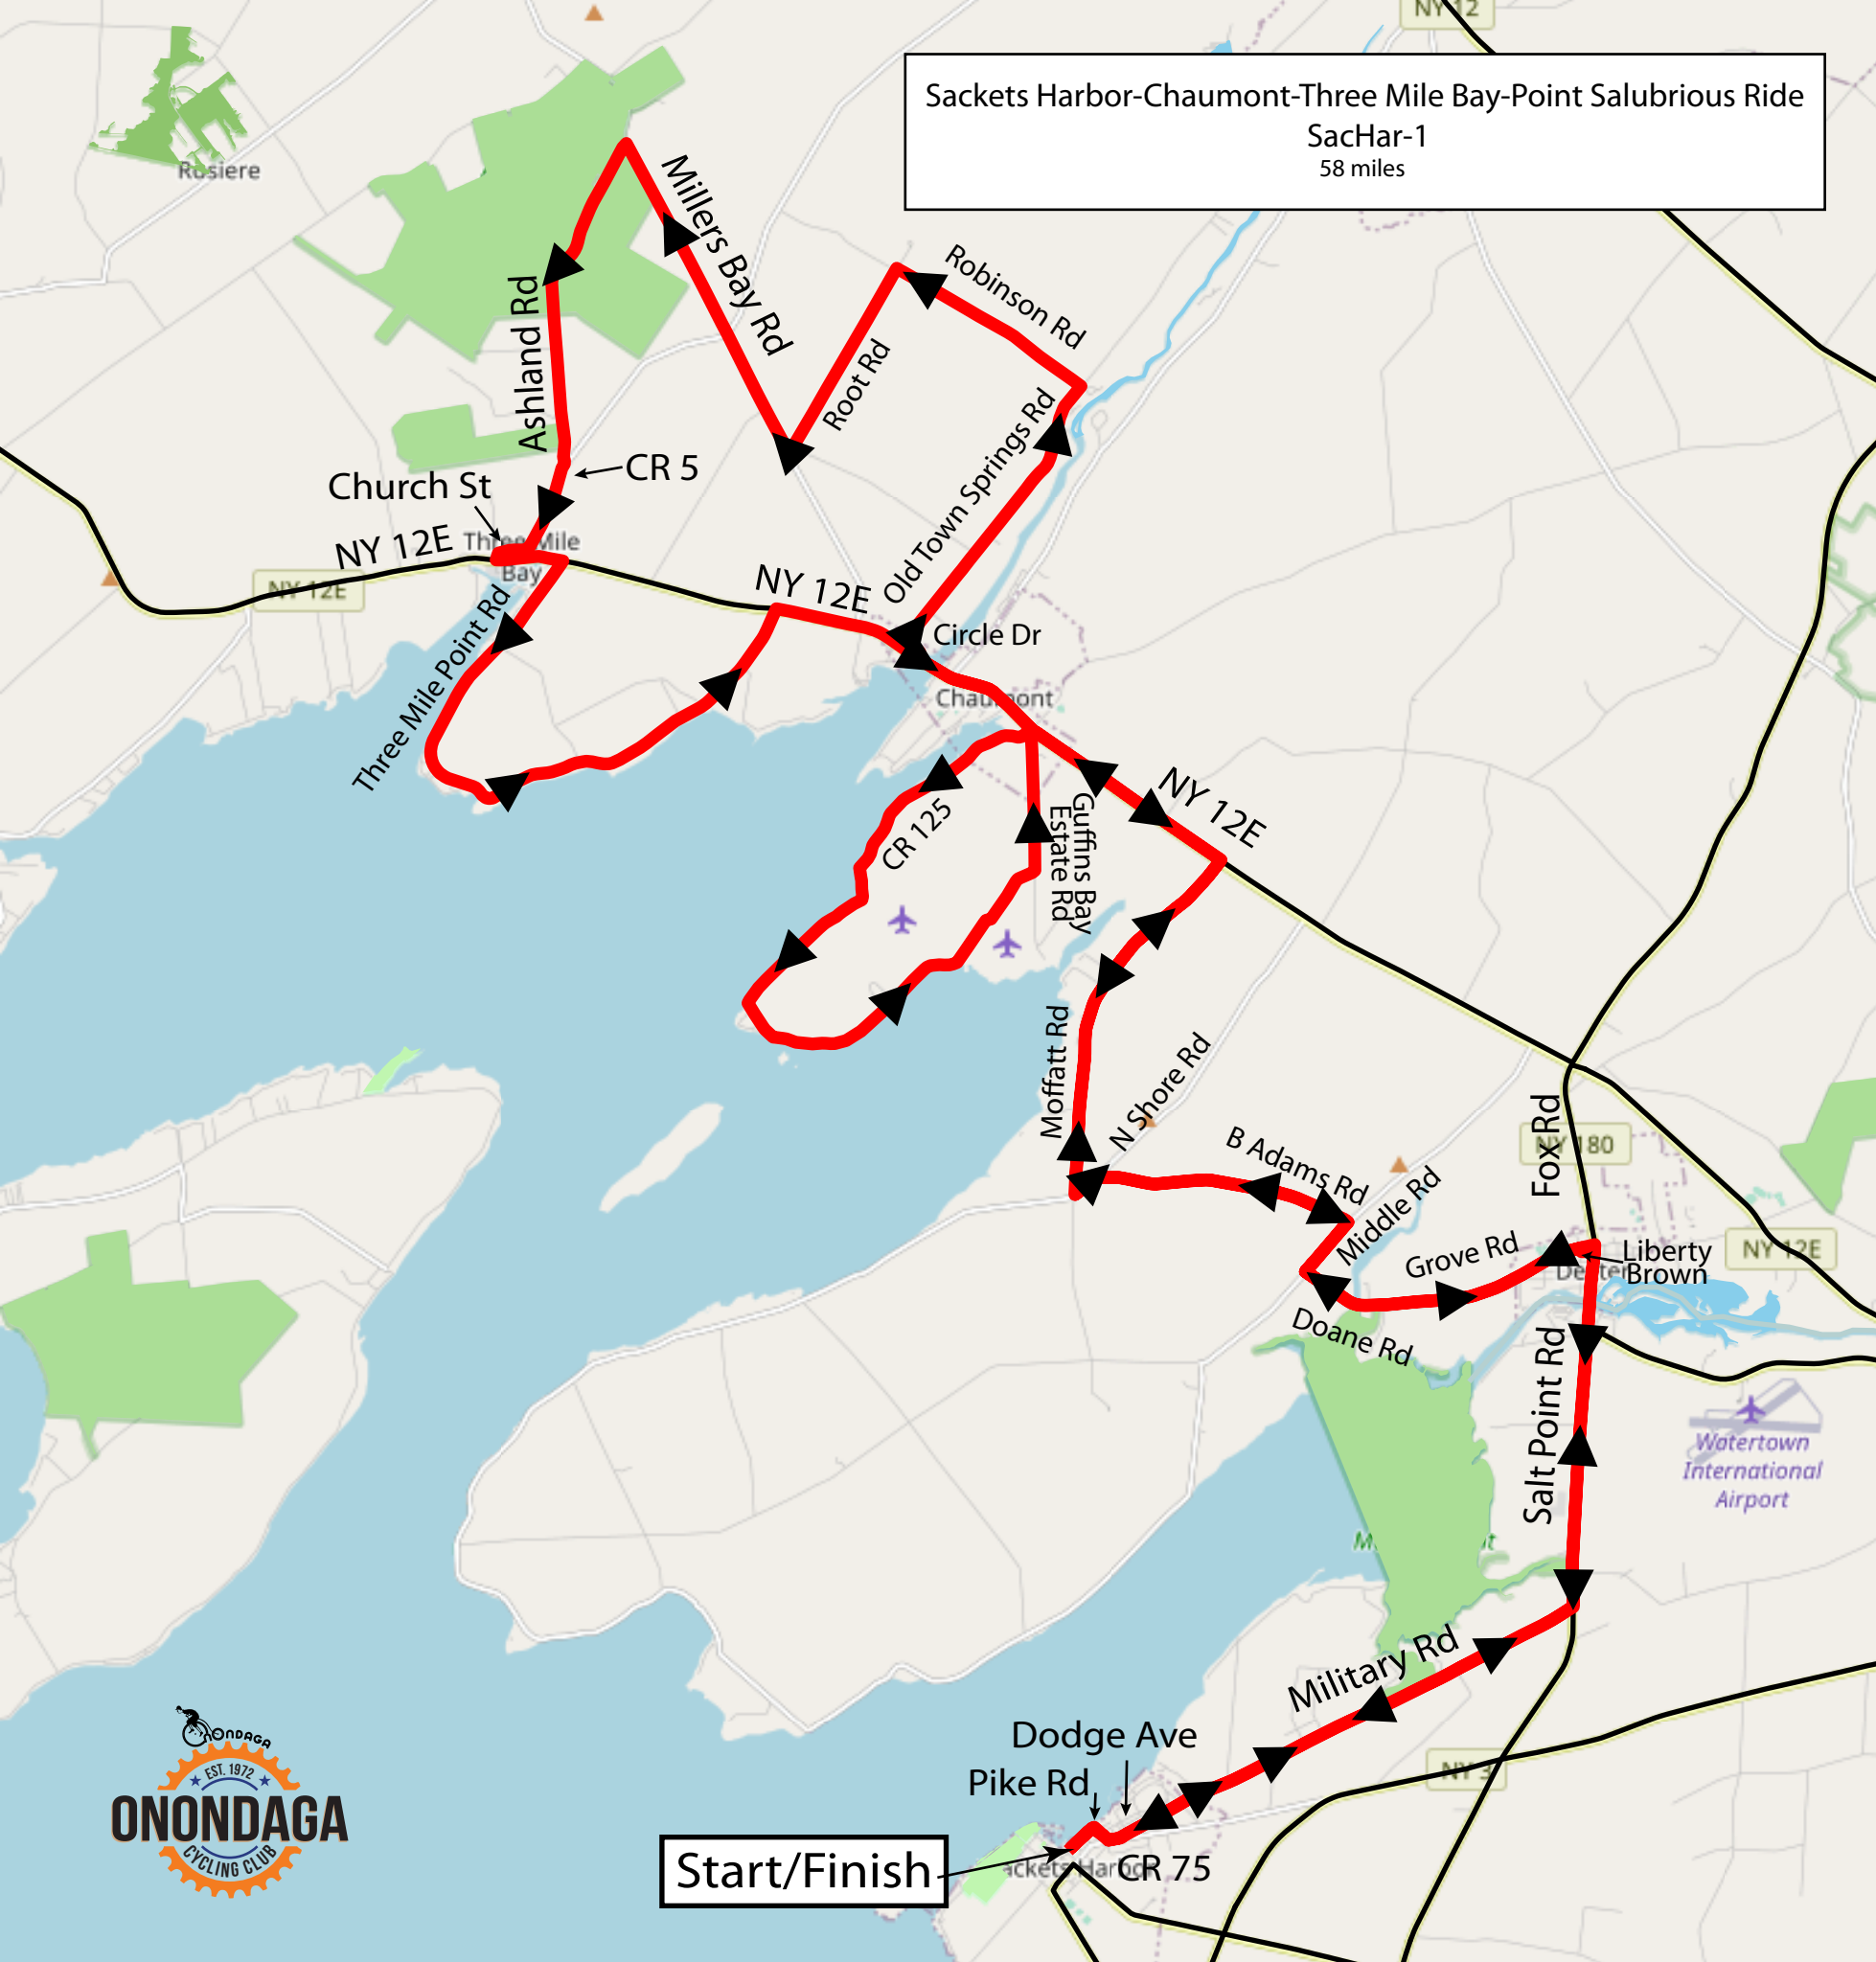 NY 12
Sackets Harbor-Chaumont-Three Mile Bay-Point Salubrious Ride
SacHar-1
58 miles
Rosiere
Millers Bay Rd
Robinson Rd
Ashland Rd
Root Rd
Old Town Springs Rd
CR 5
Church St
NY 12E
Three Mile
Bay
NY 12E
NY 12E
Circle Dr
Three Mile Point Rd
Chaumont
NY 12E
CR 125
Guffins Bay
Estate Rd
Moffatt Rd
N Shore Rd
B Adams Rd
Middle Rd
Fox Rd
NY 180
Grove Rd
Liberty
Brown
Dexter
NY 12E
Doane Rd
Salt Point Rd
Watertown
International
Airport
Military Rd
Dodge Ave
Pike Rd
NY 3
Start/Finish
CR 75
ackets Harbor
ONONDAGA
EST. 1972
ONONDAGA
CYCLING CLUB